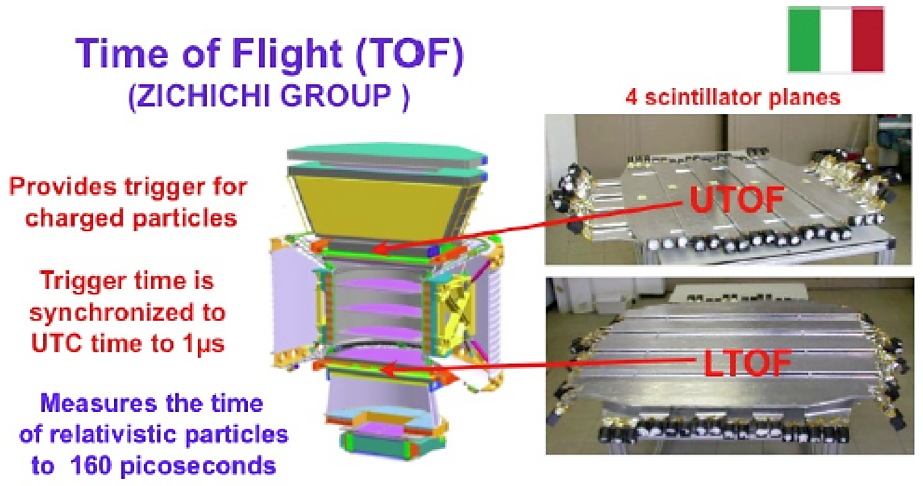 Time of Flight (TOF)
(ZICHICHI GROUP )
4 scintillator planes
Provides trigger for
charged particles
UTOF
Trigger time is
synchronized to
UTC time to 1µs
LTOF
Measures the time
of relativistic particles
to 160 picoseconds